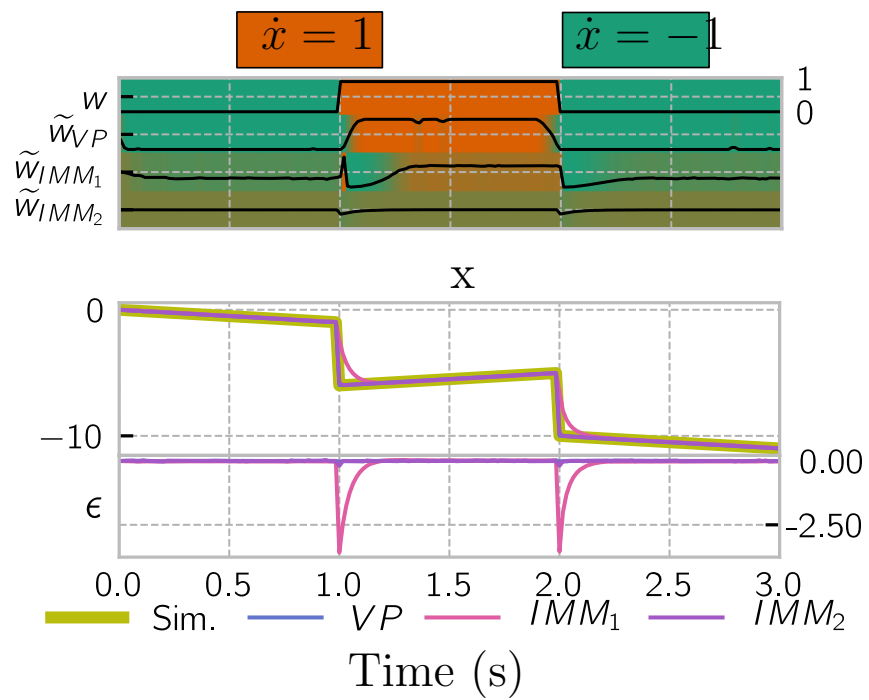 ẋ = 1 ẋ = −1
w 1
0
w̃_VP
w̃_IMM₁
w̃_IMM₂
x
0
−10
0.00
ϵ
-2.50
0.0 0.5 1.0 1.5 2.0 2.5 3.0
Sim. VP IMM₁ IMM₂
Time (s)